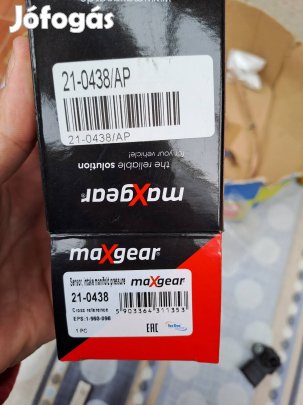 Jófogás
21-0438/AP
21-0438/AP
the reliable solution
for your vehicle!
maXgear®
maXgear
Sensor, intake manifold pressure
maXgear®
21-0438
Cross reference
EPS: 1-993-096
1 PC
5 903364 311353
EAC